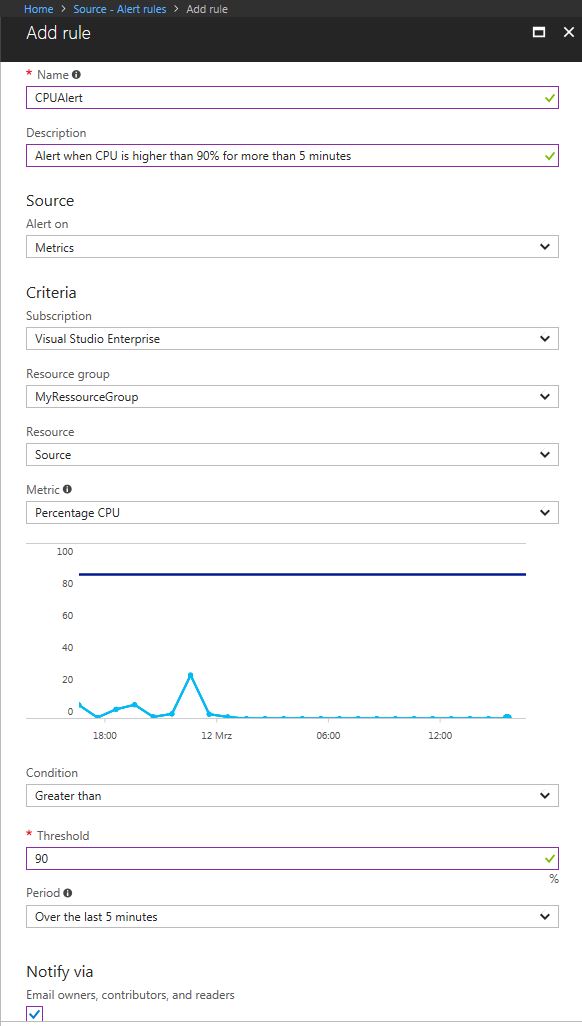 Home > Source - Alert rules > Add rule
Add rule
* Name
CPUAlert
Description
Alert when CPU is higher than 90% for more than 5 minutes
Source
Alert on
Metrics
Criteria
Subscription
Visual Studio Enterprise
Resource group
MyRessourceGroup
Resource
Source
Metric
Percentage CPU
100
80
60
40
20
0
18:00 12 Mrz 06:00 12:00
Condition
Greater than
* Threshold
90
%
Period
Over the last 5 minutes
Notify via
Email owners, contributors, and readers